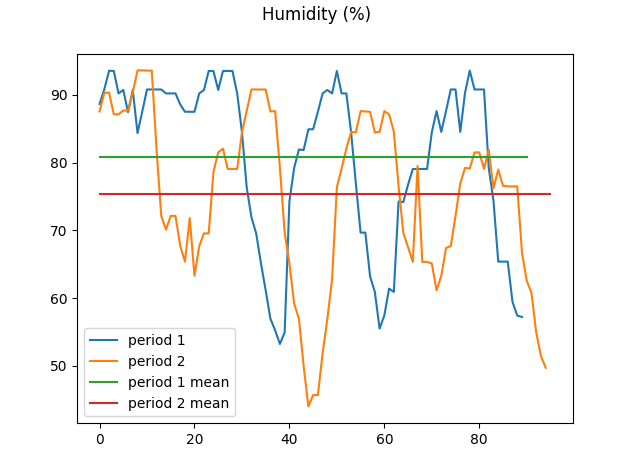 Humidity (%)
90
80
70
60
50
period 1
period 2
period 1 mean
period 2 mean
0 20 40 60 80